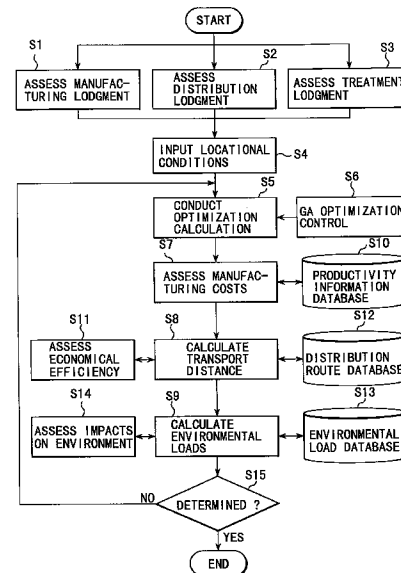 START
S1
S2
S3
ASSESS MANUFAC-
TURING LODGMENT
ASSESS
DISTRIBUTION
LODGMENT
ASSESS TREATMENT
LODGMENT
INPUT LOCATIONAL
CONDITIONS
S4
S5
S6
CONDUCT
OPTIMIZATION
CALCULATION
GA OPTIMIZATION
CONTROL
S7
S10
ASSESS MANUFAC-
TURING COSTS
PRODUCTIVITY
INFORMATION
DATABASE
S11
S8
S12
ASSESS
ECONOMICAL
EFFICIENCY
CALCULATE
TRANSPORT
DISTANCE
DISTRIBUTION
ROUTE DATABASE
S14
S9
S13
ASSESS IMPACTS
ON ENVIRONMENT
CALCULATE
ENVIRONMENTAL
LOADS
ENVIRONMENTAL
LOAD DATABASE
S15
NO
DETERMINED ?
YES
END